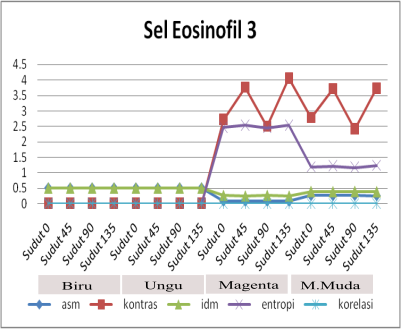 Sel Eosinofil 3
4.5
4
3.5
3
2.5
2
1.5
1
0.5
0
Sudut 0 Sudut 45 Sudut 90 Sudut 135 Sudut 0 Sudut 45 Sudut 90 Sudut 135 Sudut 0 Sudut 45 Sudut 90 Sudut 135 Sudut 0 Sudut 45 Sudut 90 Sudut 135
Biru Ungu Magenta M.Muda
asm kontras idm entropi korelasi